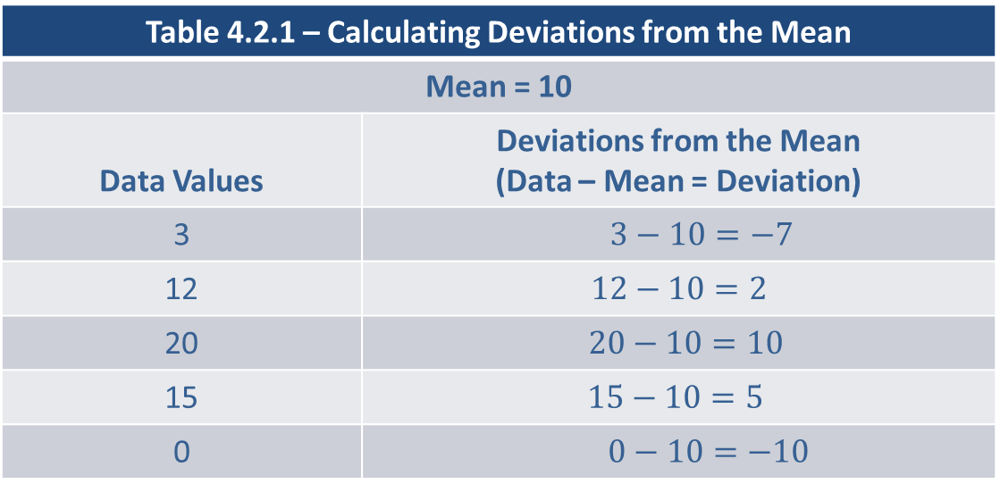 Table 4.2.1 – Calculating Deviations from the Mean
Mean = 10
Data Values
Deviations from the Mean
(Data – Mean = Deviation)
3
3 − 10 = −7
12
12 − 10 = 2
20
20 − 10 = 10
15
15 − 10 = 5
0
0 − 10 = −10